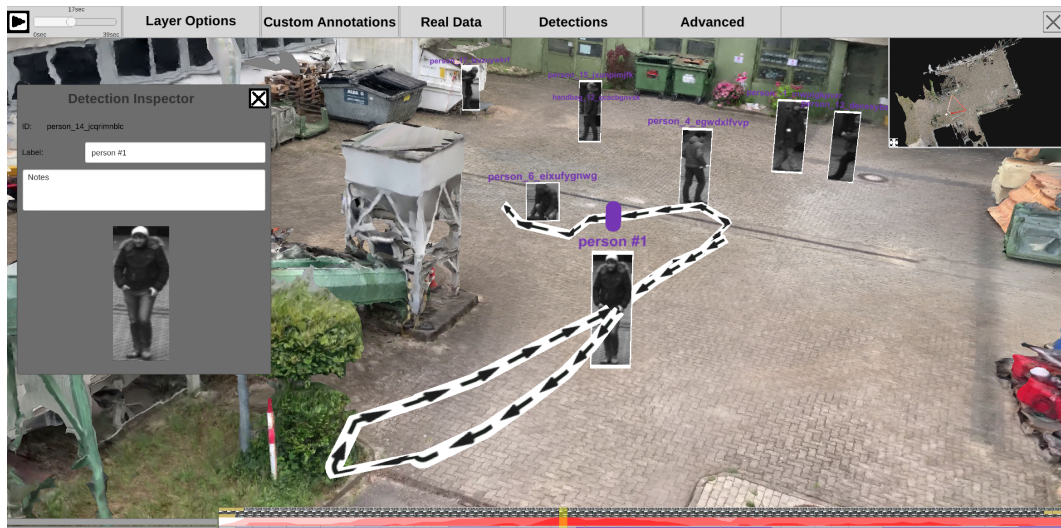 17sec
0sec 39sec
Layer Options
Custom Annotations
Real Data
Detections
Advanced
Detection Inspector
ID: person_14_jcqrimnblc
Label: person #1
Notes
person_4_egwdxlfvvp
person_6_eixufygnwg
person #1